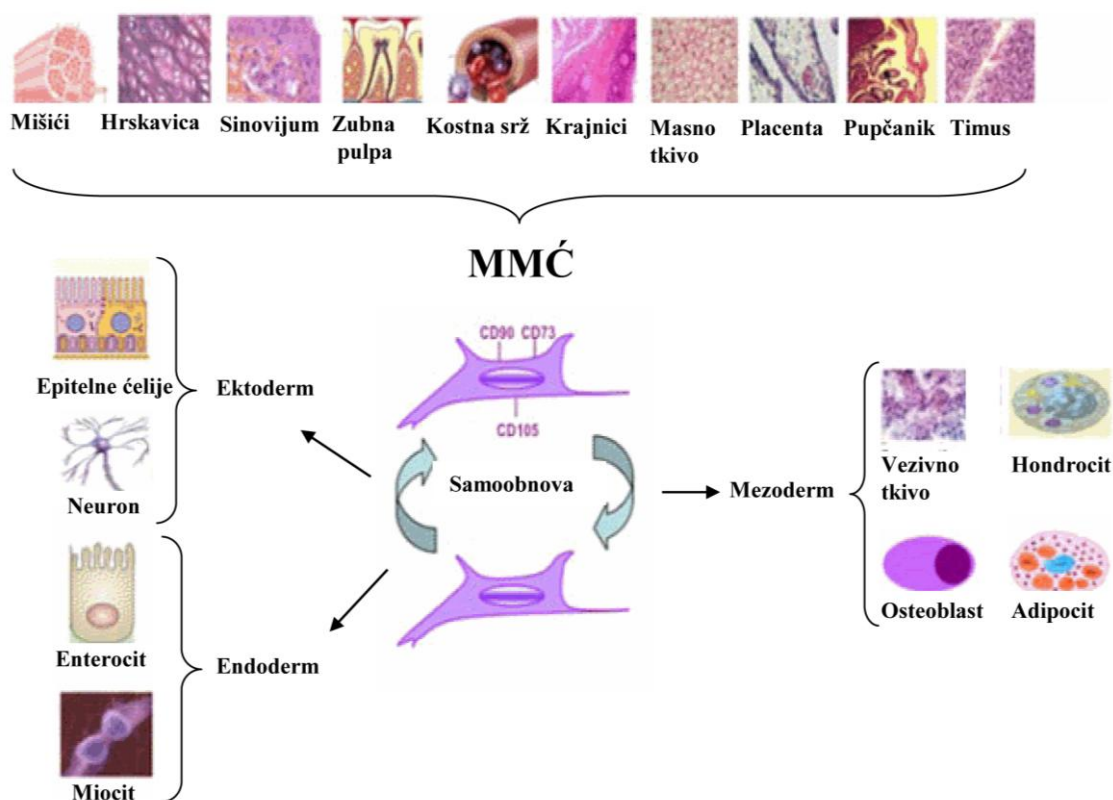 Mišići Hrskavica Sinovijum Zubna pulpa Kostna srž Krajnici Masno tkivo Placenta Pupčanik Timus
MMĆ
CD90 CD73
CD105
Samoobnova
Epitelne ćelije
Neuron
Ektoderm
Enterocit
Miocit
Endoderm
Mezoderm
Vezivno
tkivo
Hondrocit
Osteoblast
Adipocit